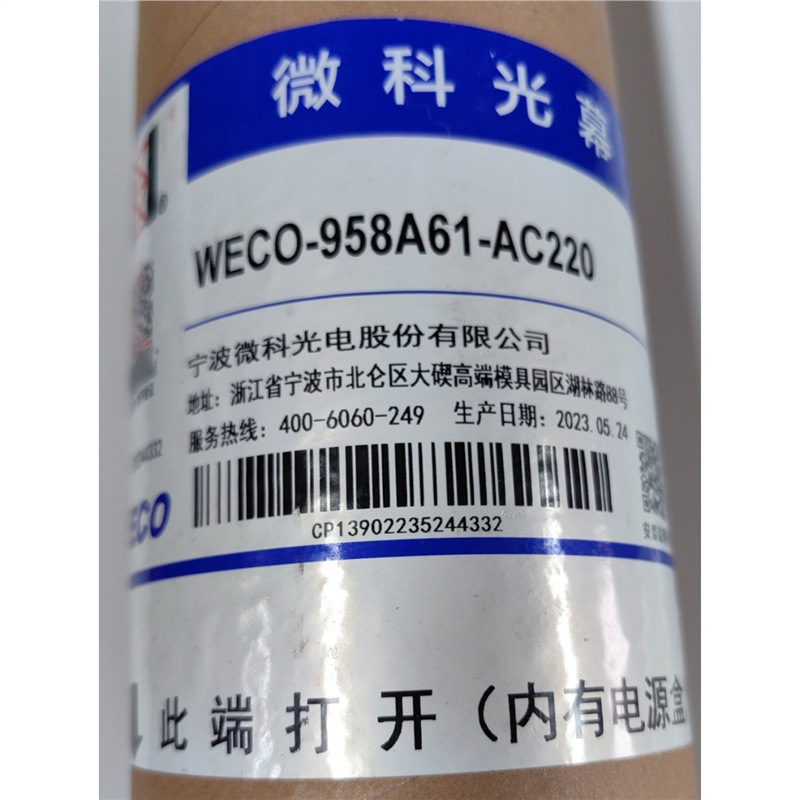 微科光幕
®
WECO-958A61-AC220
宁波微科光电股份有限公司
地址：浙江省宁波市北仑区大碶高端模具园区湖林路88号
服务热线：400-6060-249 生产日期：2023.05.24
44332
ECO
CP13902235244332
此端打开（内有电源盒